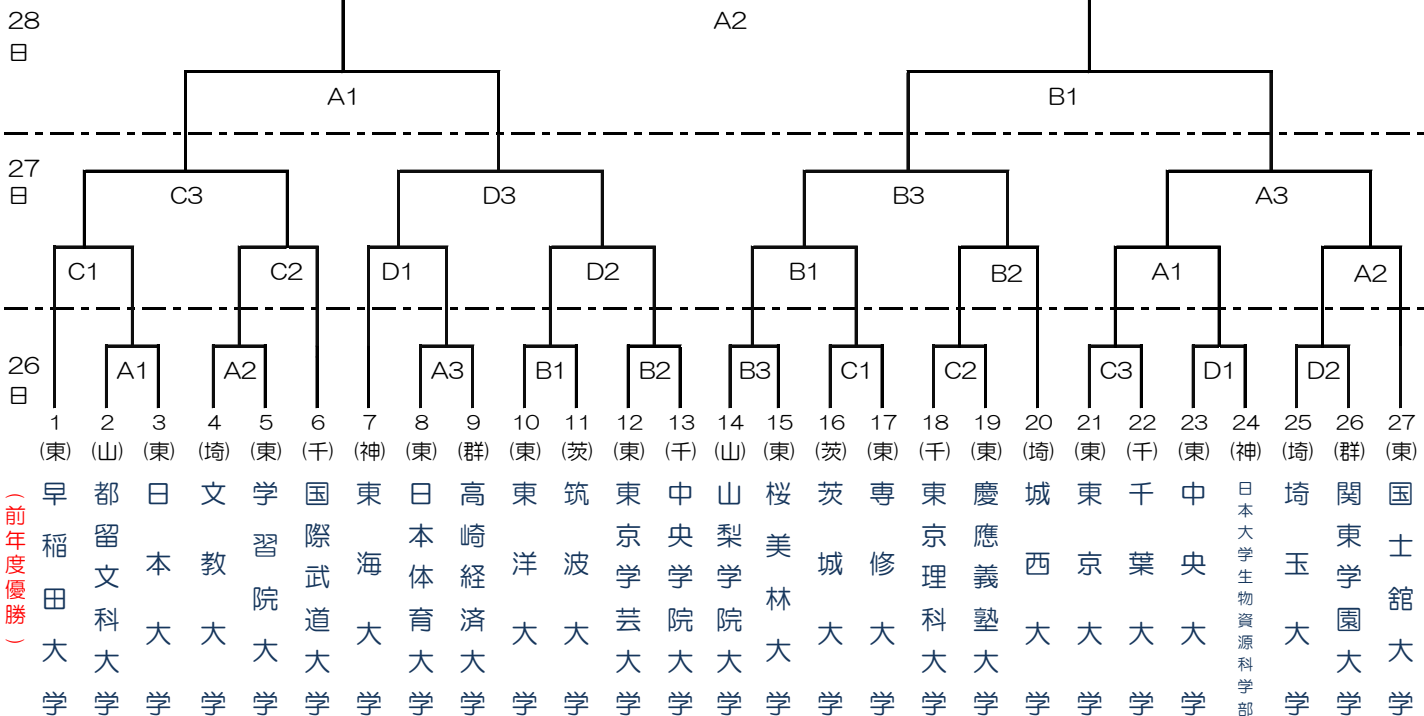 28
日
A2
A1
B1
27
日
C3
D3
B3
A3
C1
C2
D1
D2
B1
B2
A1
A2
26
日
A1
A2
A3
B1
B2
B3
C1
C2
C3
D1
D2
1 2 3 4 5 6 7 8 9 10 11 12 13 14 15 16 17 18 19 20 21 22 23 24 25 26 27
(東) (山) (東) (埼) (東) (千) (神) (東) (群) (東) (茨) (東) (千) (山) (東) (茨) (東) (千) (東) (埼) (東) (千) (東) (神) (埼) (群) (東)
（前年度優勝）
早稲田大学
都留文科大学
日本大学
文教大学
学習院大学
国際武道大学
東海大学
日本体育大学
高崎経済大学
東洋大学
筑波大学
東京学芸大学
中央学院大学
山梨学院大学
桜美林大学
茨城大学
専修大学
東京理科大学
慶應義塾大学
城西大学
東京大学
千葉大学
中央大学
日本大学生物資源科学部
埼玉大学
関東学園大学
国士舘大学